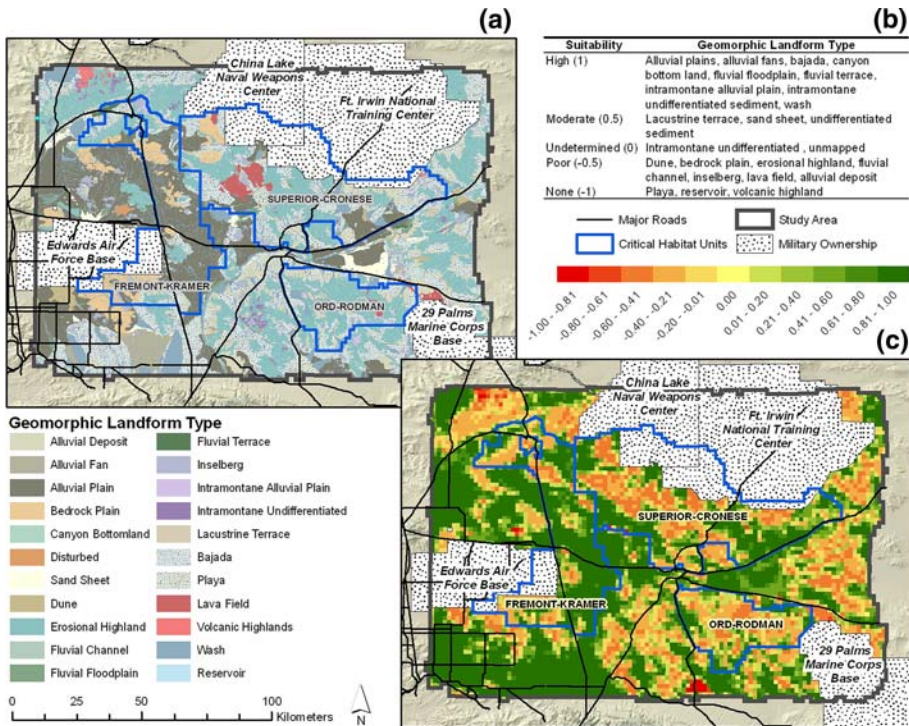 (a)
China Lake
Naval Weapons
Center
Ft. Irwin National
Training Center
SUPERIOR-CRONESE
Edwards Air
Force Base
FREMONT-KRAMER
ORD-RODMAN
29 Palms
Marine Corps
Base
(b)
Suitability Geomorphic Landform Type
High (1) Alluvial plains, alluvial fans, bajada, canyon
bottom land, fluvial floodplain, fluvial terrace,
intramontane alluvial plain, intramontane
undifferentiated sediment, wash
Moderate (0.5) Lacustrine terrace, sand sheet, undifferentiated
sediment
Undetermined (0) Intramontane undifferentiated , unmapped
Poor (-0.5) Dune, bedrock plain, erosional highland, fluvial
channel, inselberg, lava field, alluvial deposit
None (-1) Playa, reservoir, volcanic highland
Major Roads Study Area
Critical Habitat Units Military Ownership
-1.00 - -0.81
-0.80 - -0.61
-0.60 - -0.41
-0.40 - -0.21
-0.20 - -0.01
0.00
0.01 - 0.20
0.21 - 0.40
0.41 - 0.60
0.61 - 0.80
0.81 - 1.00
(c)
China Lake
Naval Weapons
Center
Ft. Irwin
National Training
Center
SUPERIOR-CRONESE
Edwards Air
Force Base
FREMONT-KRAMER
ORD-RODMAN
29 Palms
Marine Corps
Base
Geomorphic Landform Type
Alluvial Deposit Fluvial Terrace
Alluvial Fan Inselberg
Alluvial Plain Intramontane Alluvial Plain
Bedrock Plain Intramontane Undifferentiated
Canyon Bottomland Lacustrine Terrace
Disturbed Bajada
Sand Sheet Playa
Dune Lava Field
Erosional Highland Volcanic Highlands
Fluvial Channel Wash
Fluvial Floodplain Reservoir
0 25 50 100
Kilometers
N